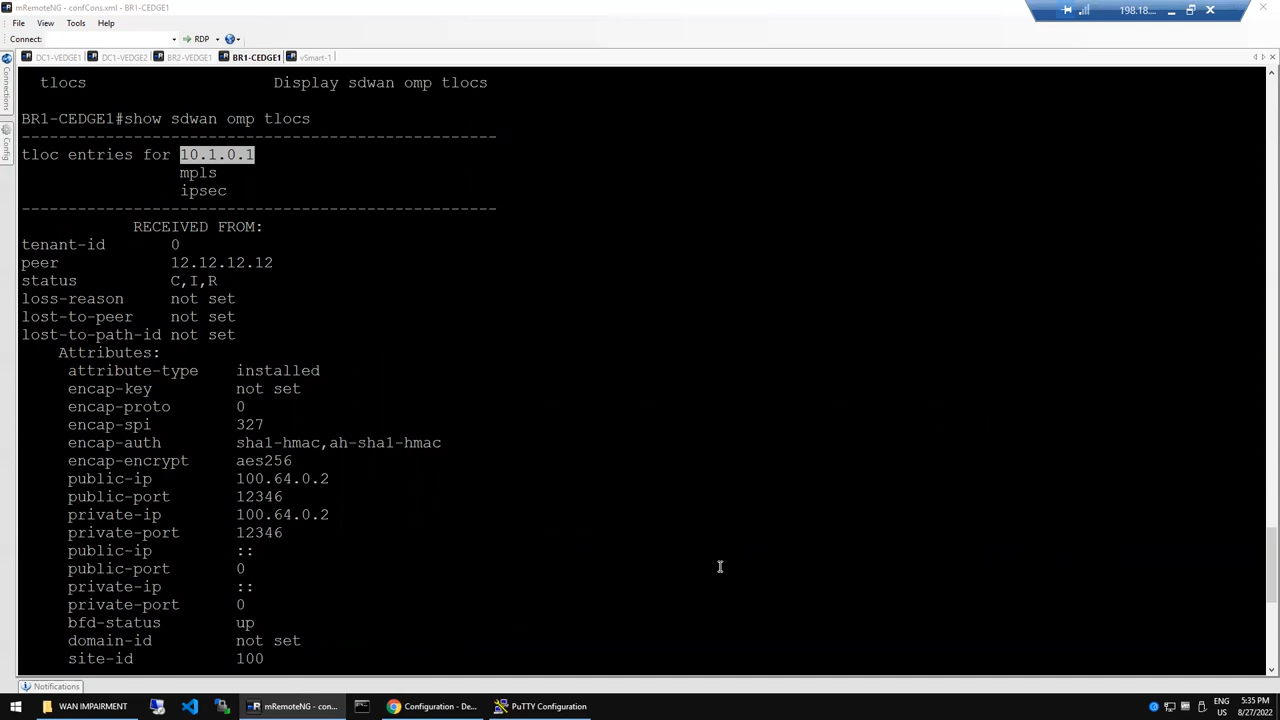 mRemoteNG - confCons.xml - BR1-CEDGE1
198.18....
File View Tools Help
Connect: RDP
DC1-VEDGE1 DC1-VEDGE2 BR2-VEDGE1 BR1-CEDGE1 vSmart-1
Connections
Config
tlocs Display sdwan omp tlocs
BR1-CEDGE1#show sdwan omp tlocs
---------------------------------------------------
tloc entries for 10.1.0.1
mpls
ipsec
---------------------------------------------------
RECEIVED FROM:
tenant-id 0
peer 12.12.12.12
status C,I,R
loss-reason not set
lost-to-peer not set
lost-to-path-id not set
Attributes:
attribute-type installed
encap-key not set
encap-proto 0
encap-spi 327
encap-auth sha1-hmac,ah-sha1-hmac
encap-encrypt aes256
public-ip 100.64.0.2
public-port 12346
private-ip 100.64.0.2
private-port 12346
public-ip ::
public-port 0
private-ip ::
private-port 0
bfd-status up
domain-id not set
site-id 100
Notifications
WAN IMPAIRMENT
mRemoteNG - con...
Configuration - De...
PuTTY Configuration
ENG
US
5:35 PM
8/27/2022